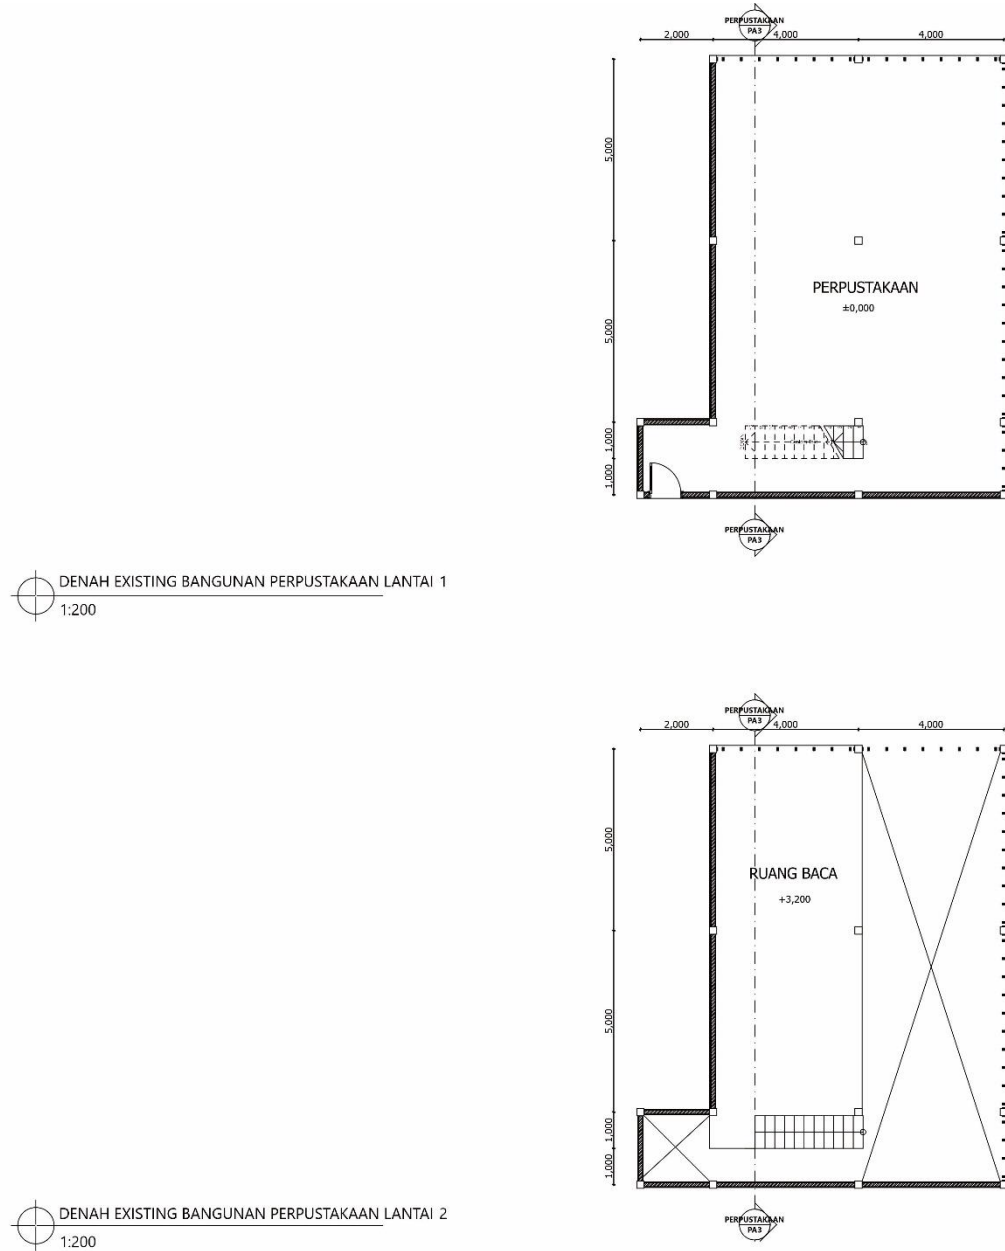 PERPUSTAKAAN
PA3
2,000
4,000
4,000
5,000
5,000
1,000
1,000
PERPUSTAKAAN
±0,000
PERPUSTAKAAN
PA3
DENAH EXISTING BANGUNAN PERPUSTAKAAN LANTAI 1
1:200
PERPUSTAKAAN
PA3
2,000
4,000
4,000
5,000
5,000
1,000
1,000
RUANG BACA
+3,200
PERPUSTAKAAN
PA3
DENAH EXISTING BANGUNAN PERPUSTAKAAN LANTAI 2
1:200